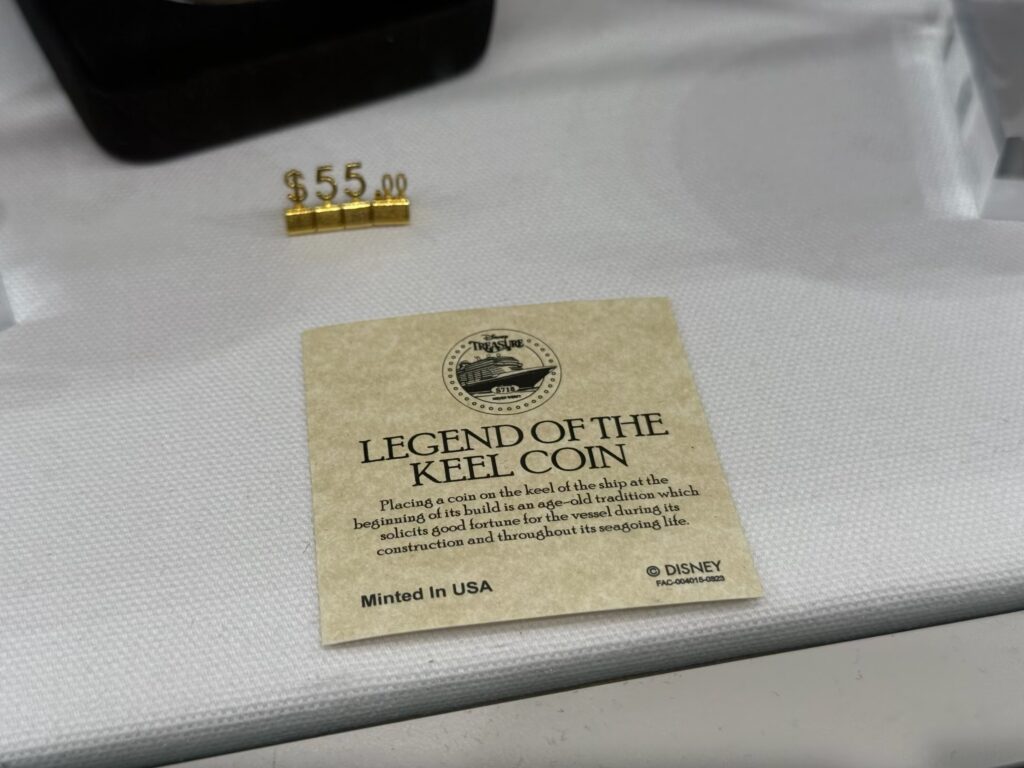 $55.00
Disney
TREASURE
S718
LEGEND OF THE
KEEL COIN
Placing a coin on the keel of the ship at the
beginning of its build is an age-old tradition which
solicits good fortune for the vessel during its
construction and throughout its seagoing life.
Minted In USA
© DISNEY
FAC-004015-0823